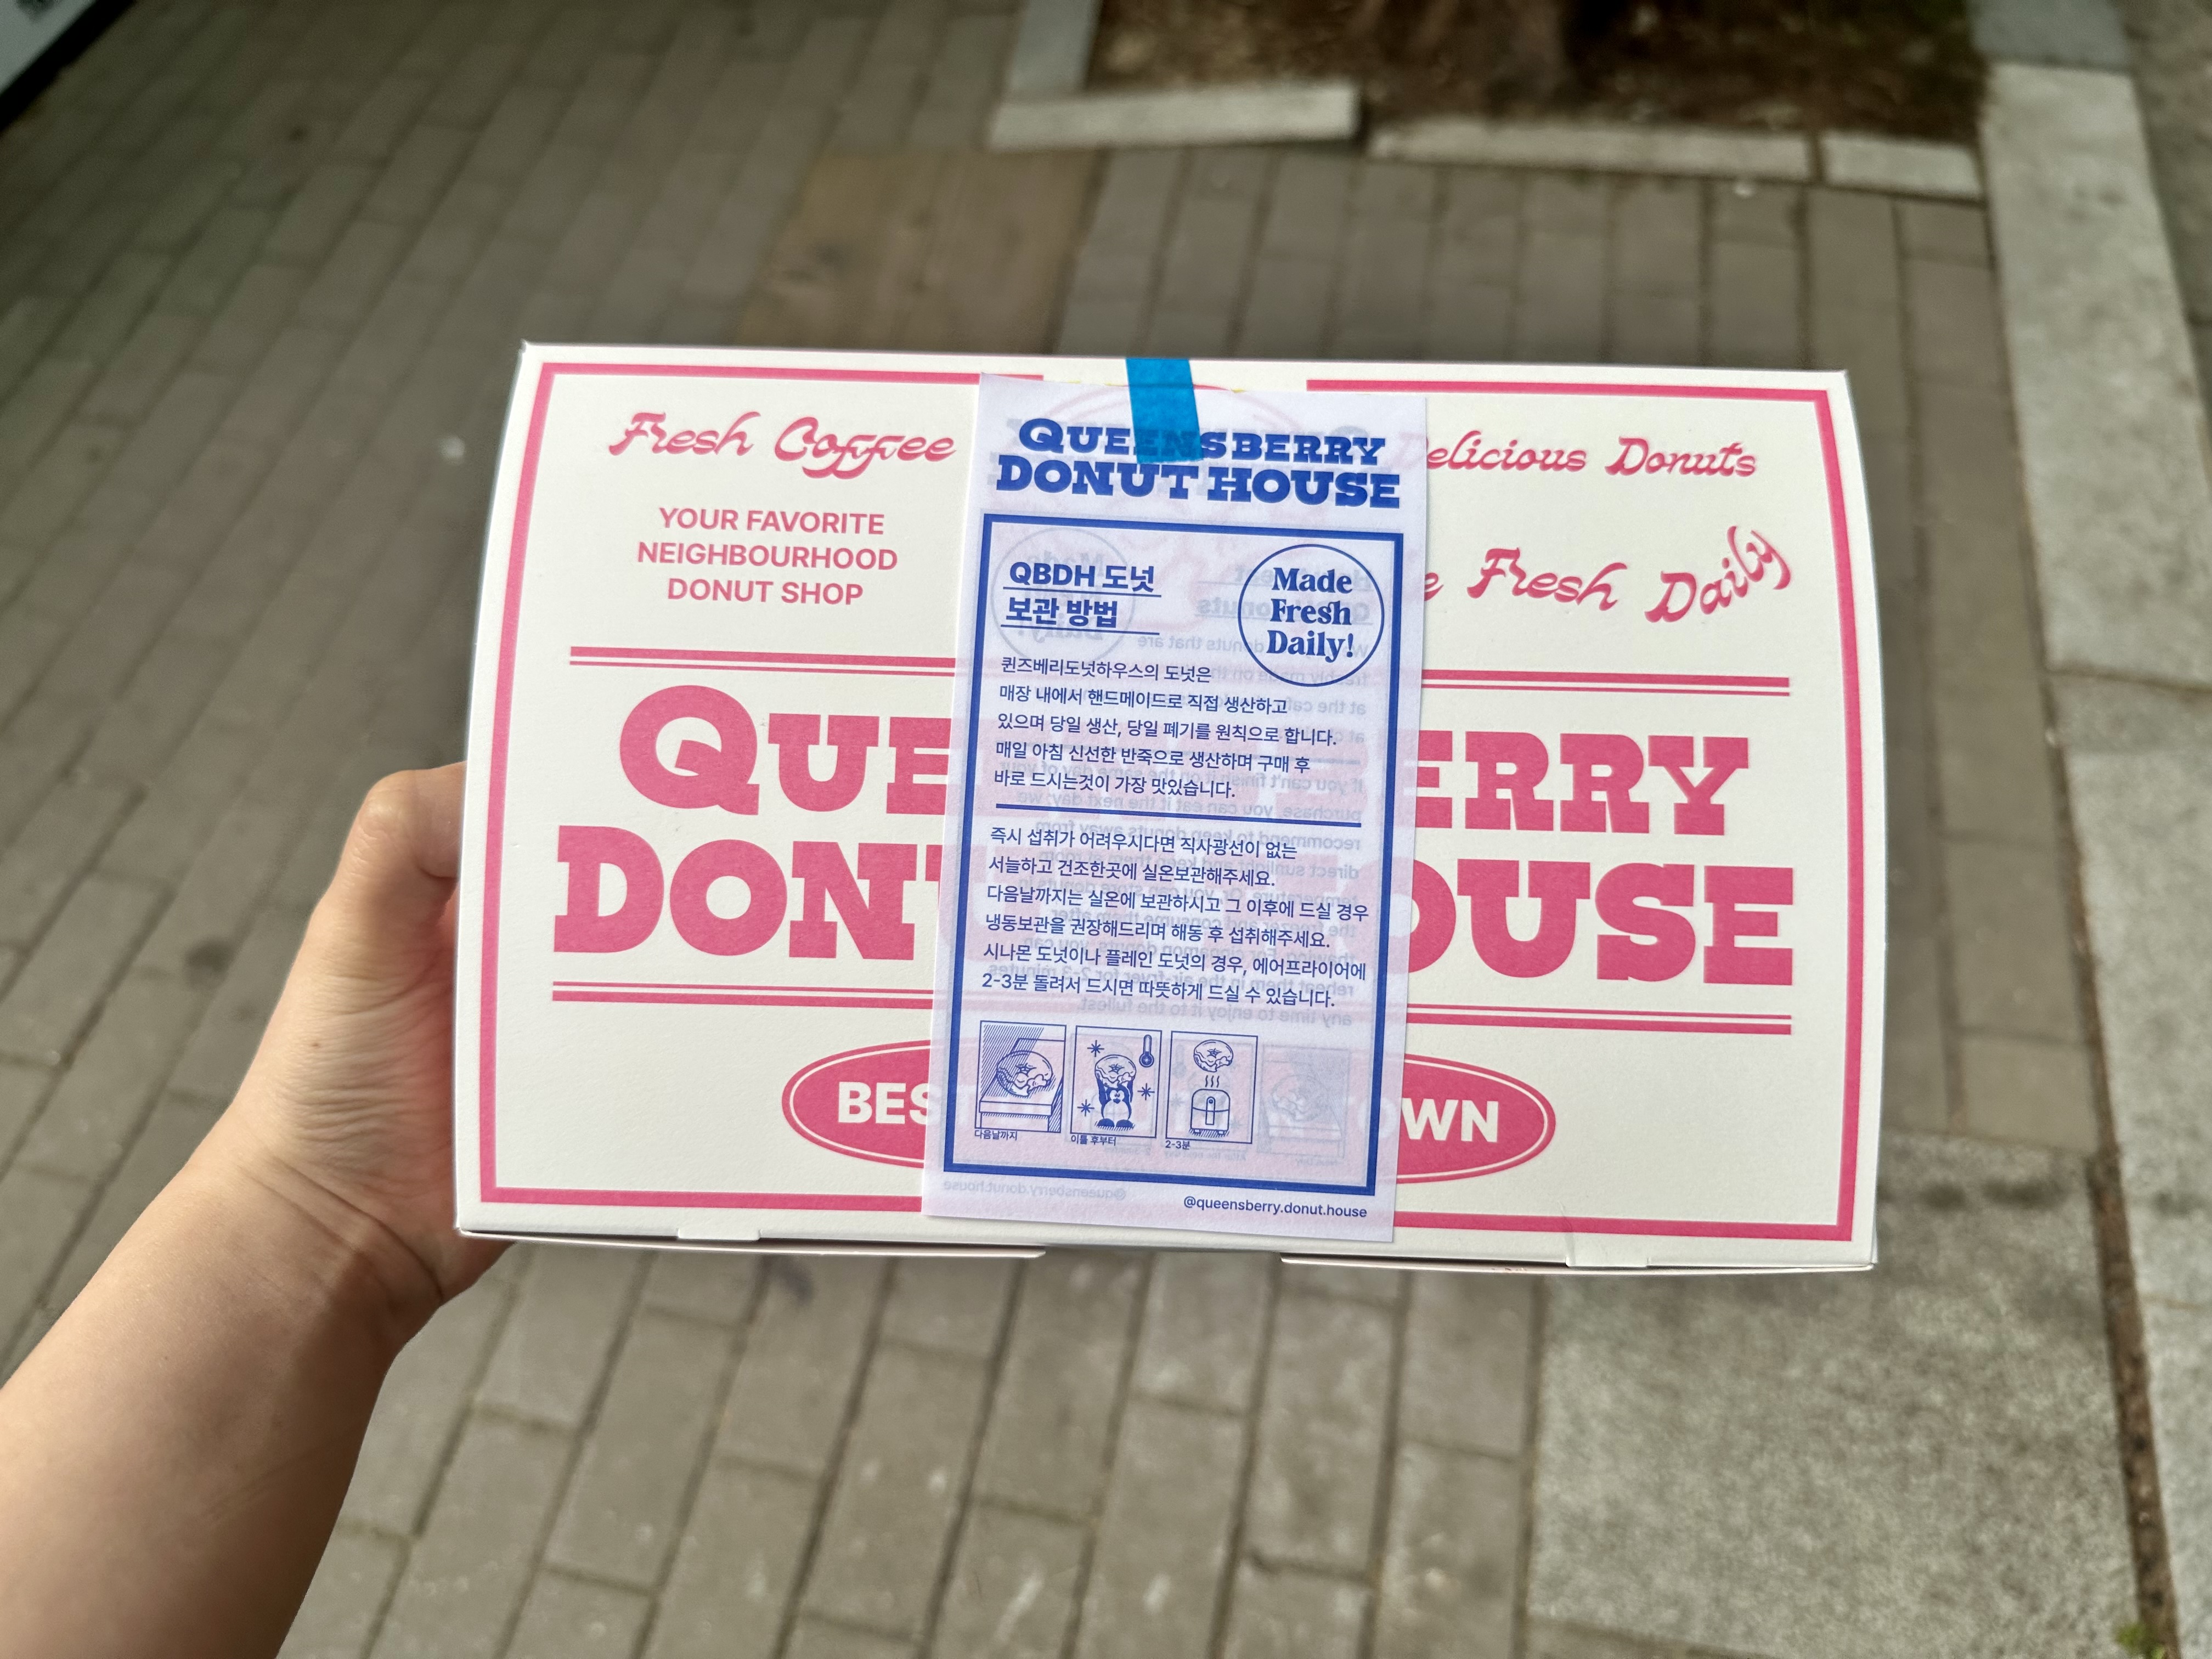 Fresh Coffee
YOUR FAVORITE
NEIGHBOURHOOD
DONUT SHOP
elicious Donuts
e Fresh Daily
QUE
ERRY
DON
OUSE
BES
WN
QUEENSBERRY
DONUT HOUSE
QBDH 도넛
보관 방법
Made
Fresh
Daily!
퀸즈베리도넛하우스의 도넛은
매장 내에서 핸드메이드로 직접 생산하고
있으며 당일 생산, 당일 폐기를 원칙으로 합니다.
매일 아침 신선한 반죽으로 생산하며 구매 후
바로 드시는것이 가장 맛있습니다.
즉시 섭취가 어려우시다면 직사광선이 없는
서늘하고 건조한곳에 실온보관해주세요.
다음날까지는 실온에 보관하시고 그 이후에 드실 경우
냉동보관을 권장해드리며 해동 후 섭취해주세요.
시나몬 도넛이나 플레인 도넛의 경우, 에어프라이어에
2-3분 돌려서 드시면 따뜻하게 드실 수 있습니다.
다음날까지
이틀 후부터
2-3분
@queensberry.donut.house